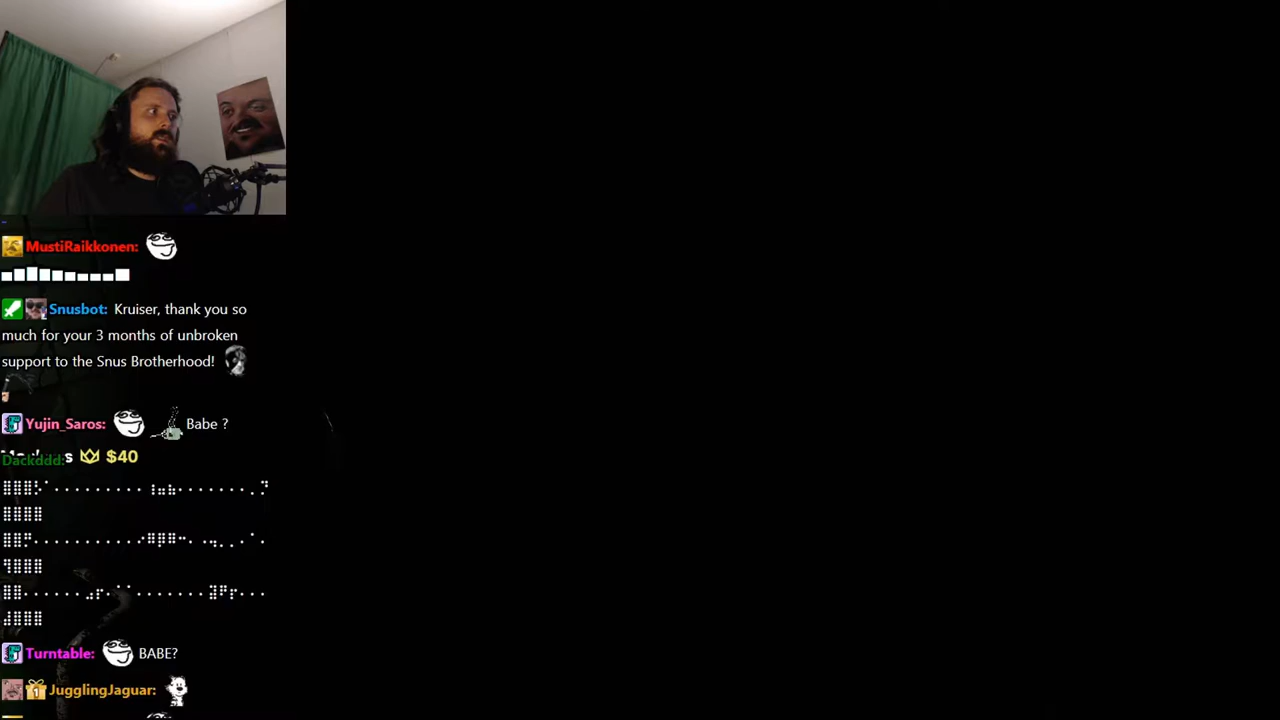 MustiRaikkonen:
Snusbot: Kruiser, thank you so
much for your 3 months of unbroken
support to the Snus Brotherhood!
Yujin_Saros: Babe ?
$40
Dackddd:
Turntable: BABE?
JugglingJaguar: